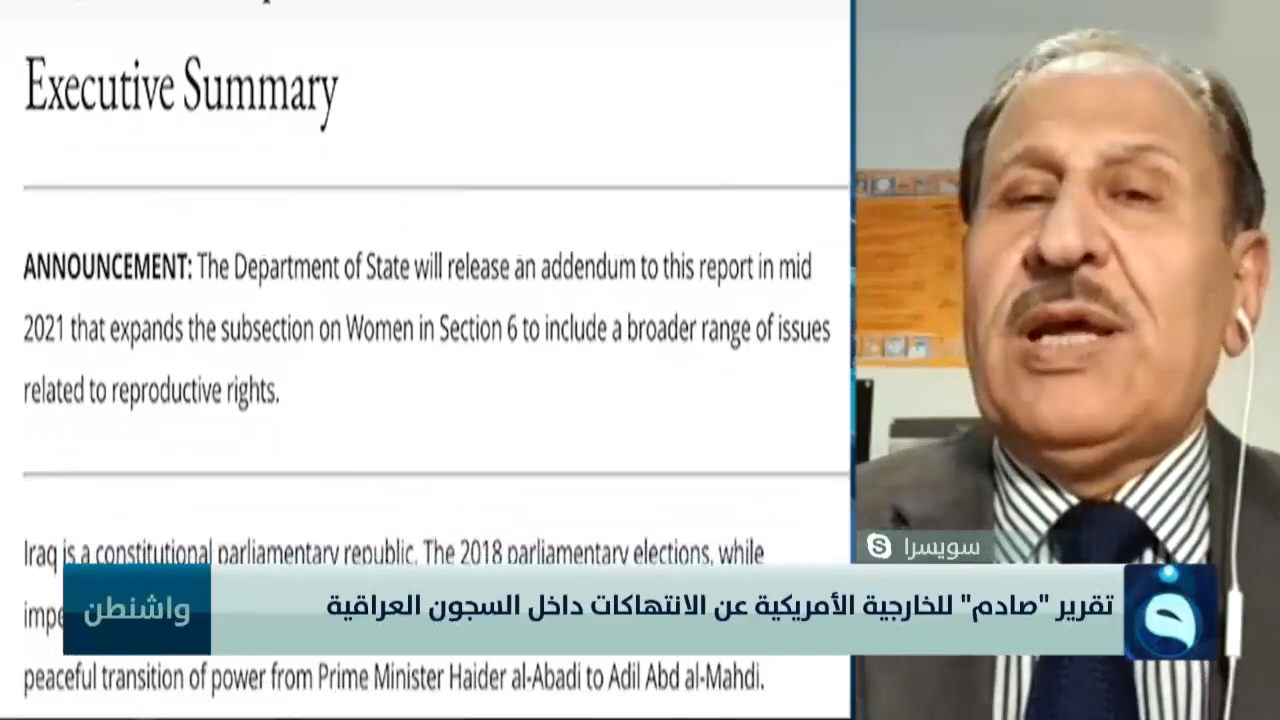 Executive Summary
ANNOUNCEMENT: The Department of State will release an addendum to this report in mid
2021 that expands the subsection on Women in Section 6 to include a broader range of issues
related to reproductive rights.
Iraq is a constitutional parliamentary republic. The 2018 parliamentary elections, while
peaceful transition of power from Prime Minister Haider al-Abadi to Adil Abd al-Mahdi.
سويسرا
تقرير "صادم" للخارجية الأمريكية عن الانتهاكات داخل السجون العراقية
واشنطن